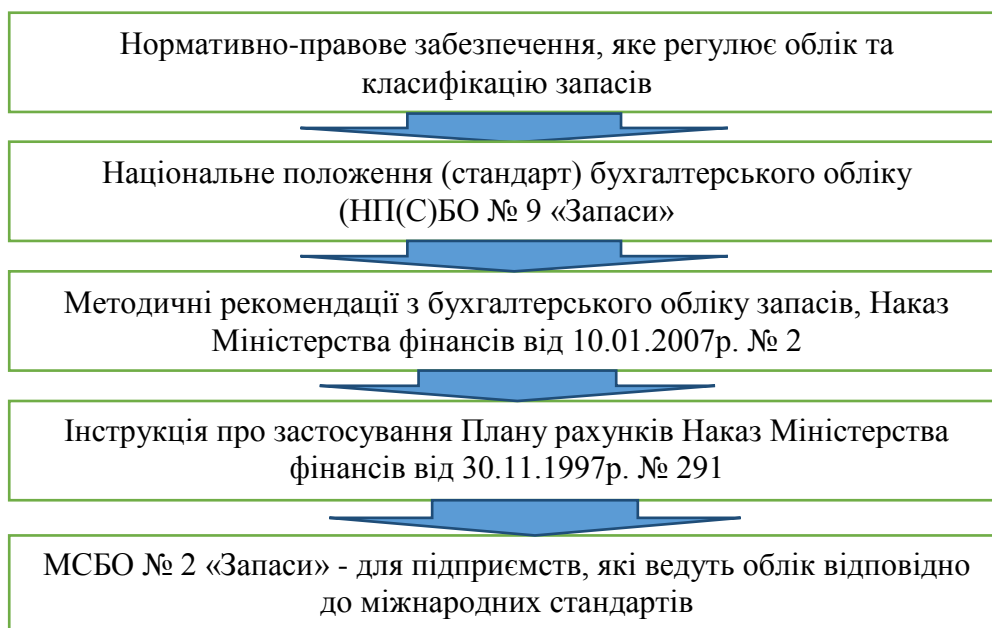 Нормативно-правове забезпечення, яке регулює облік та
класифікацію запасів
Національне положення (стандарт) бухгалтерського обліку
(НП(С)БО № 9 «Запаси»
Методичні рекомендації з бухгалтерського обліку запасів, Наказ
Міністерства фінансів від 10.01.2007р. № 2
Інструкція про застосування Плану рахунків Наказ Міністерства
фінансів від 30.11.1997р. № 291
МСБО № 2 «Запаси» - для підприємств, які ведуть облік відповідно
до міжнародних стандартів